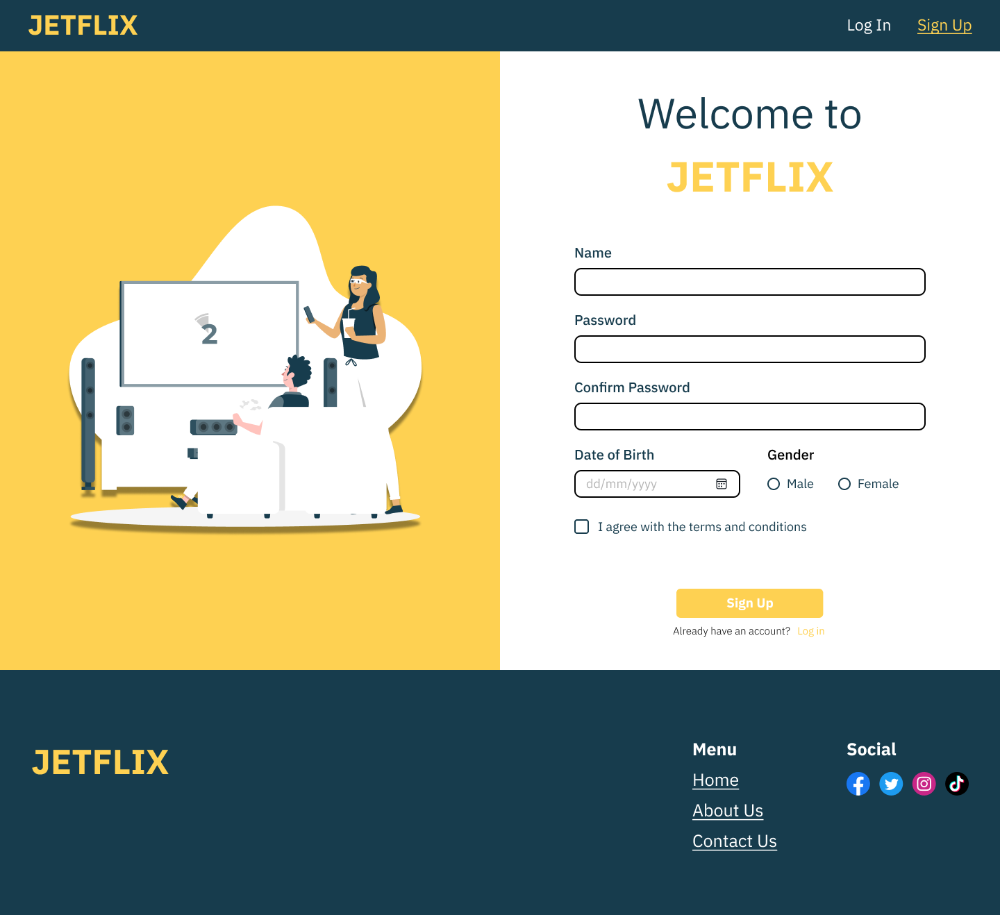 JETFLIX
Log In
Sign Up
Welcome to
JETFLIX
2
Name
Password
Confirm Password
Date of Birth
Gender
dd/mm/yyyy
Male
Female
I agree with the terms and conditions
Sign Up
Already have an account? Log in
JETFLIX
Menu
Home
About Us
Contact Us
Social